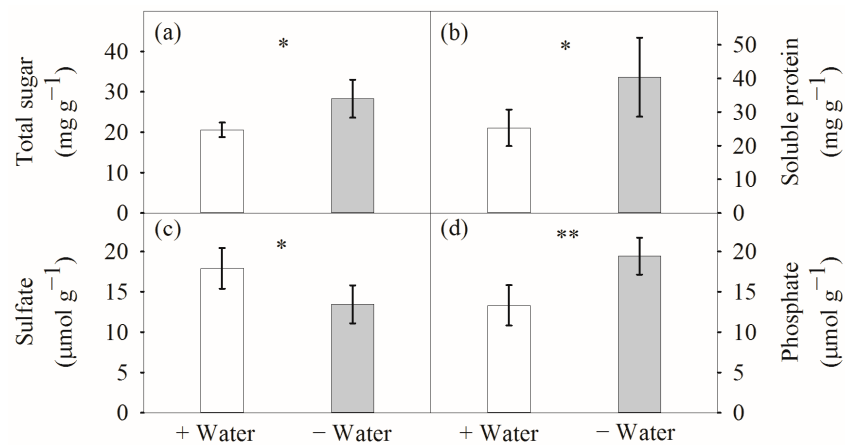 (a)
*
Total sugar
(mg g−1)
40
30
20
10
0
(b)
*
50
40
30
20
10
0
Soluble protein
(mg g−1)
(c)
*
Sulfate
(µmol g−1)
20
15
10
5
0
(d)
**
20
15
10
5
0
Phosphate
(µmol g−1)
+ Water
− Water
+ Water
− Water